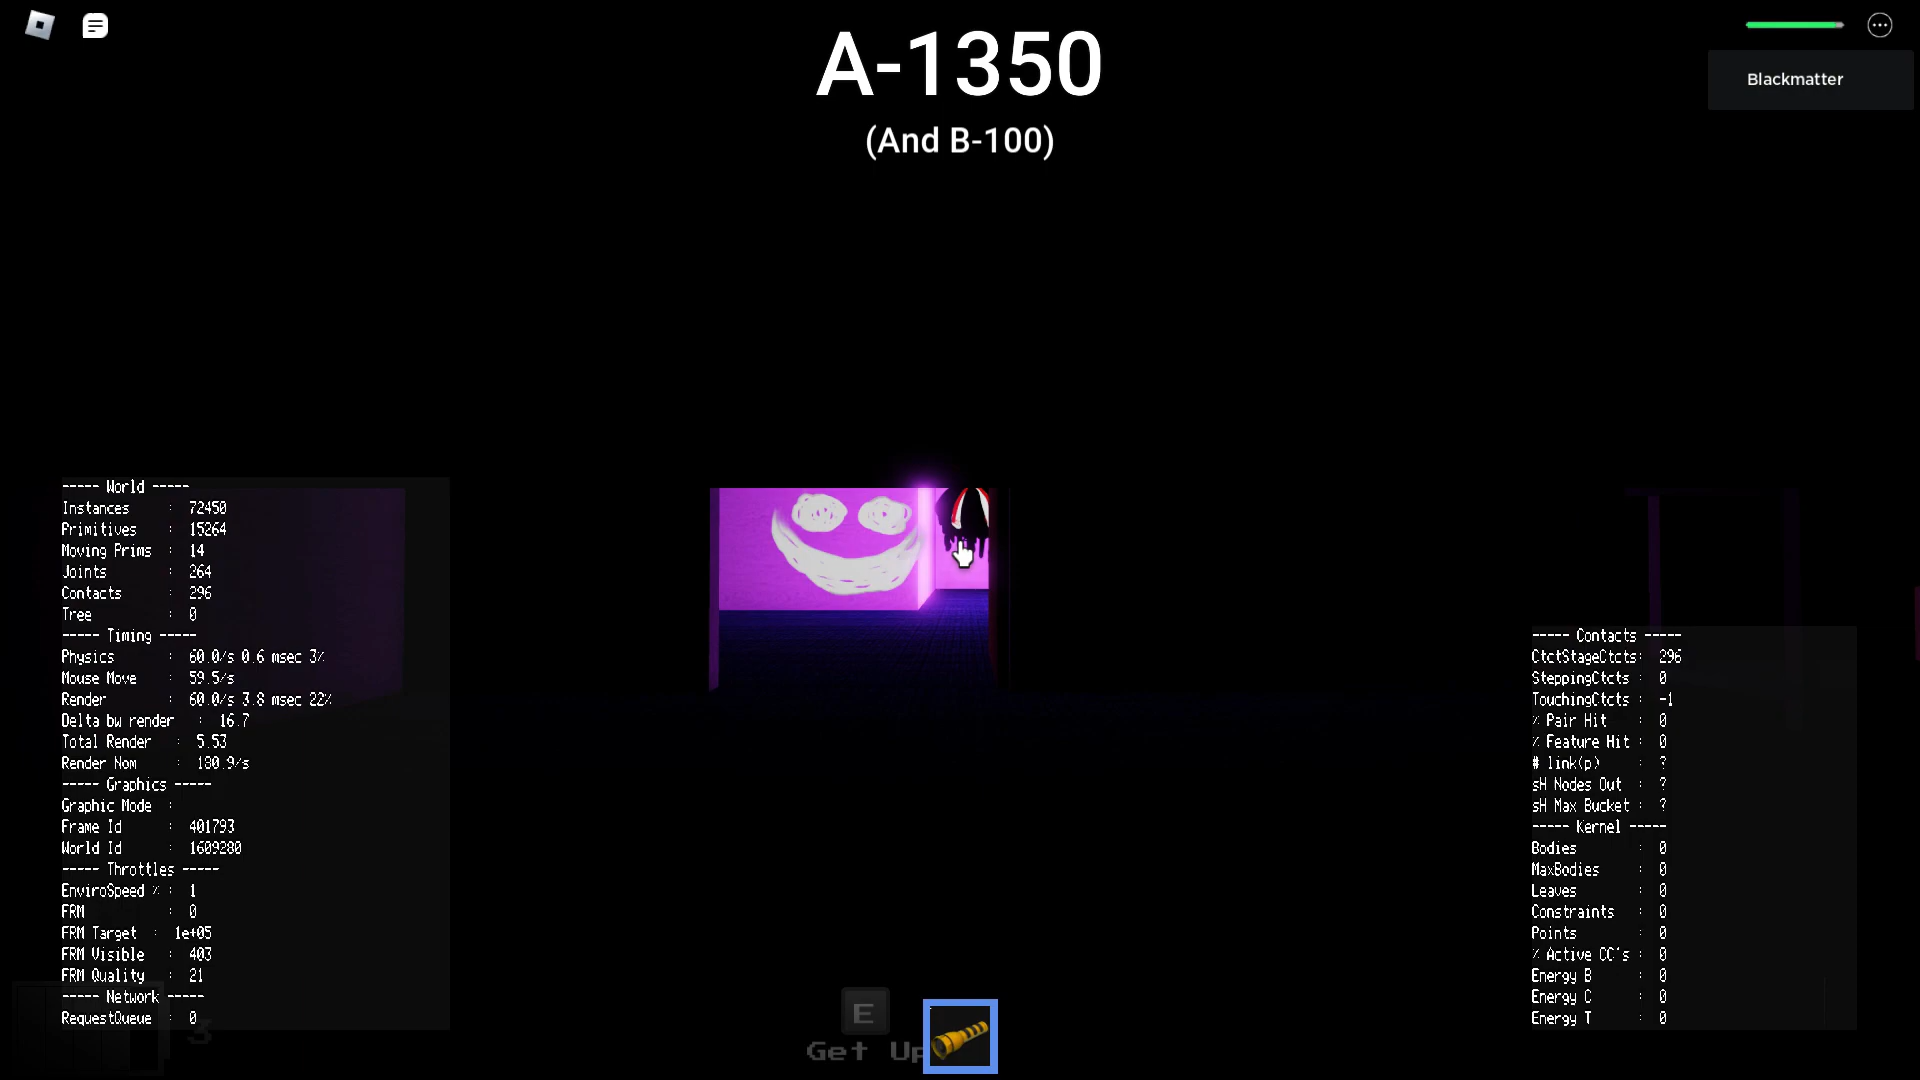 A-1350
(And B-100)
Blackmatter
----- World -----
Instances : 72450
Primitives : 15264
Moving Prims : 14
Joints : 264
Contacts : 296
Tree : 0
----- Timing -----
Physics : 60.0/s 0.6 msec 3%
Mouse Move : 59.5/s
Render : 60.0/s 3.8 msec 22%
Delta bw render : 16.7
Total Render : 5.53
Render Nom : 180.9/s
----- Graphics -----
Graphic Mode :
Frame Id : 401793
World Id : 1609280
----- Throttles -----
EnviroSpeed % : 1
FRM : 0
FRM Target : 1e+05
FRM Visible : 403
FRM Quality : 21
----- Network -----
RequestQueue : 0
3
----- Contacts -----
CtctStageCtcts: 296
SteppingCtcts : 0
TouchingCtcts : -1
% Pair Hit : 0
% Feature Hit : 0
# link(p) : ?
sH Nodes Out : ?
sH Max Bucket : ?
----- Kernel -----
Bodies : 0
MaxBodies : 0
Leaves : 0
Constraints : 0
Points : 0
% Active CC's : 0
Energy B : 0
Energy C : 0
Energy T : 0
E
Get Up